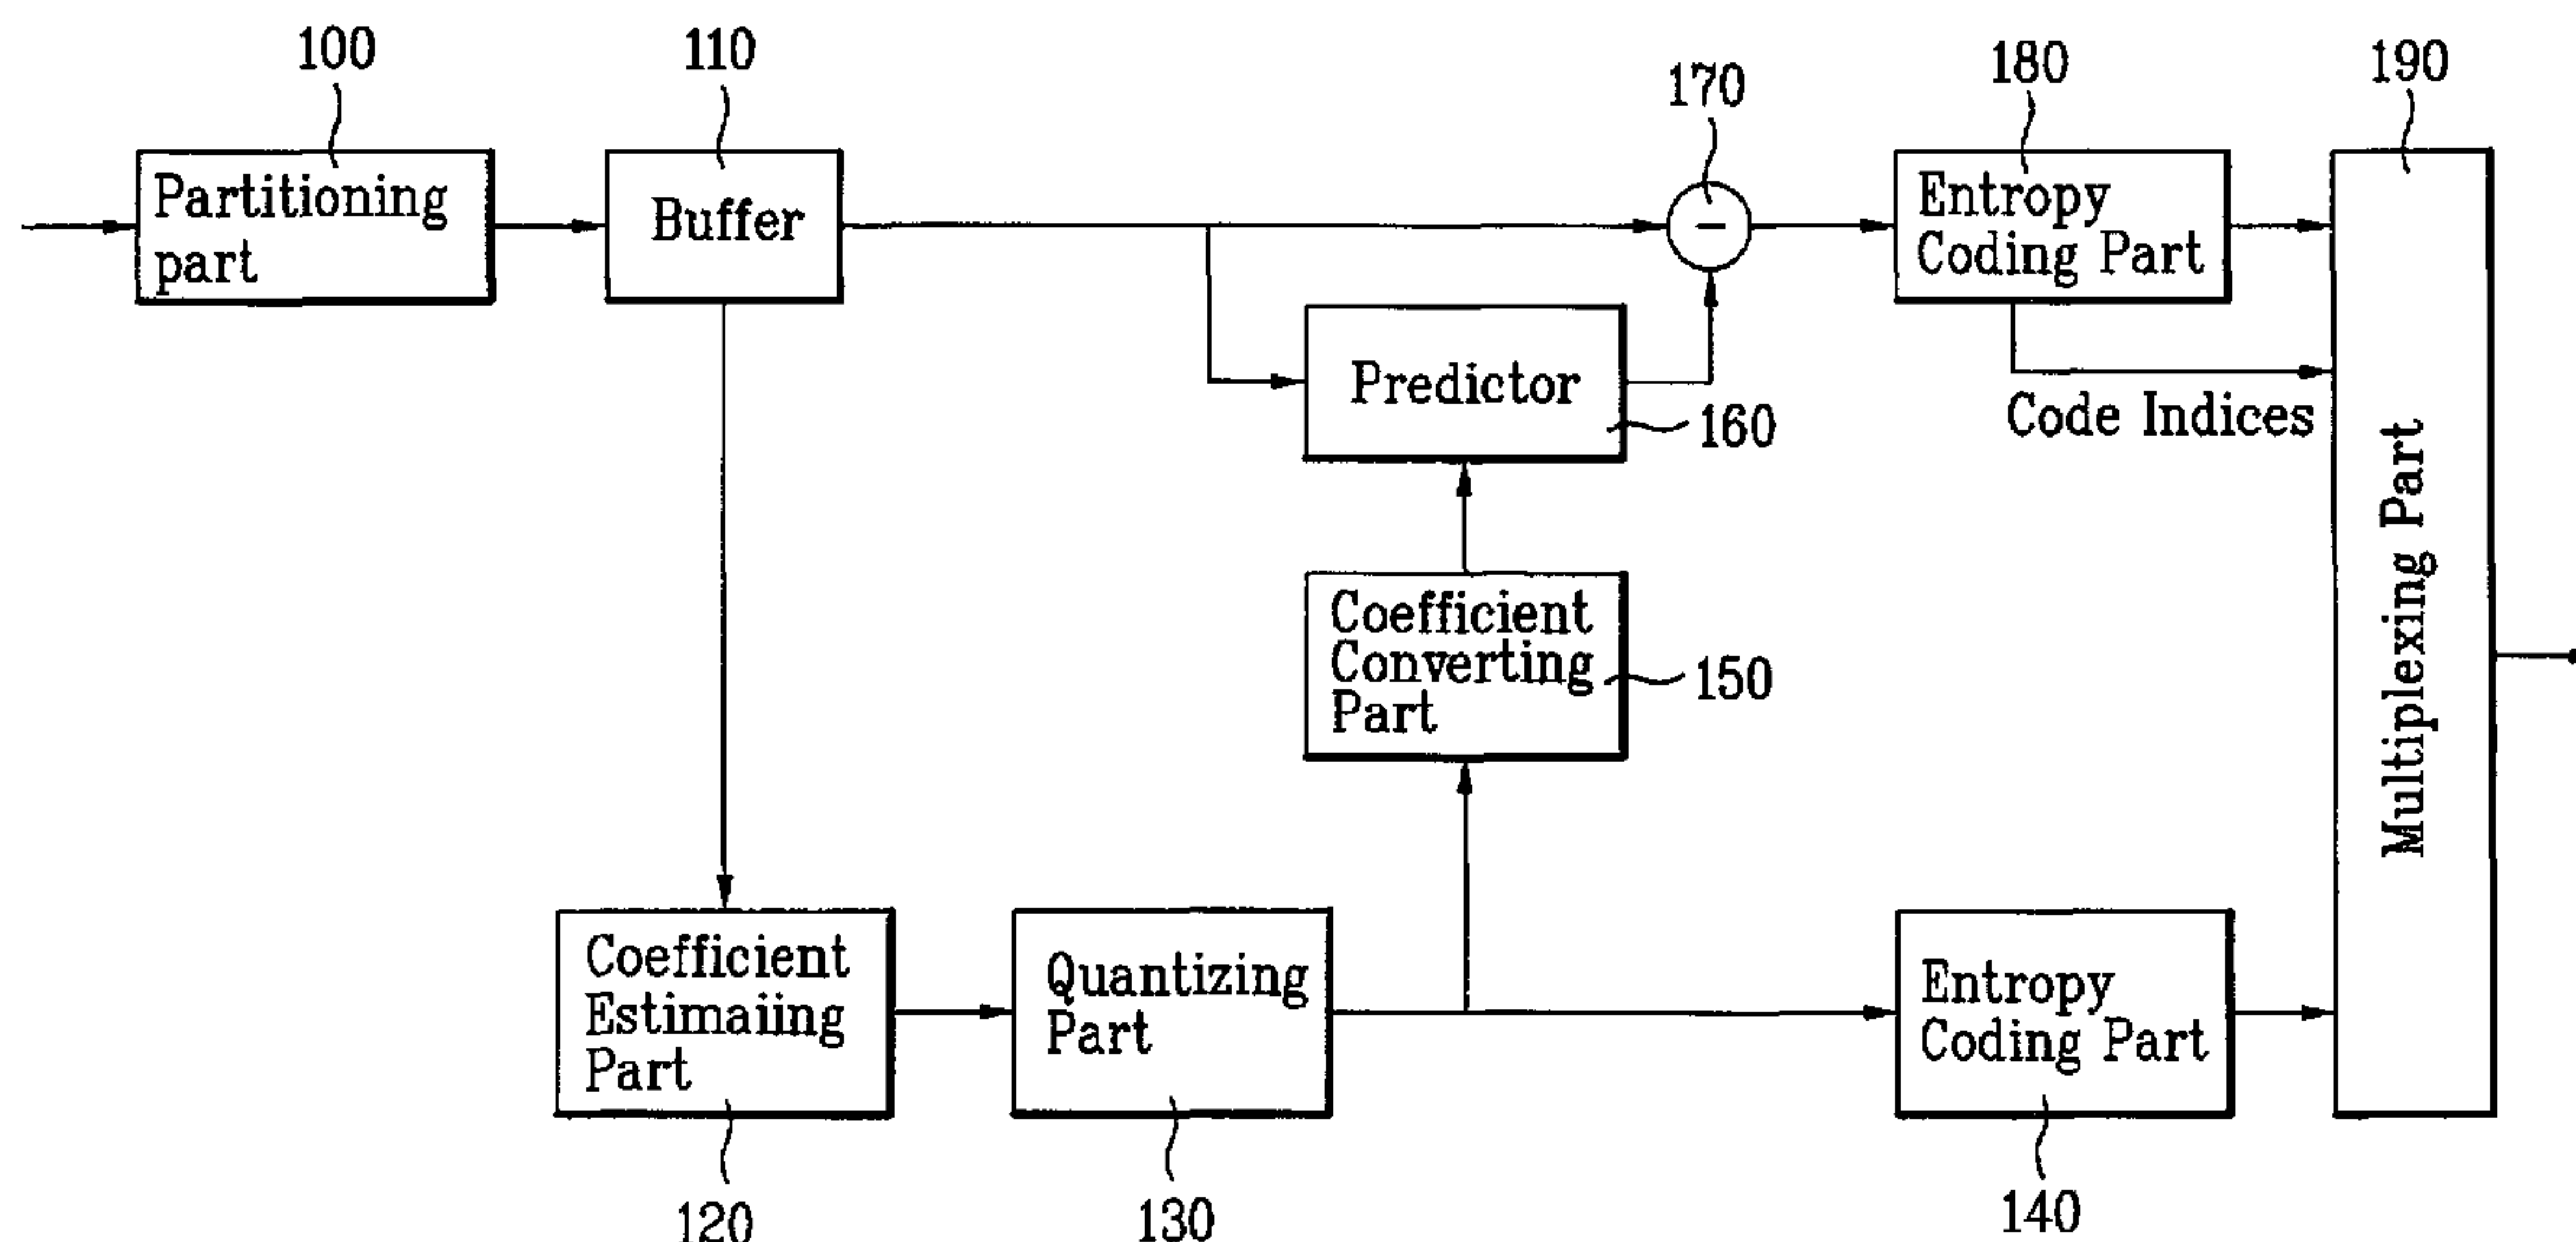 100
110
170
180
190
Partitioning
part
Buffer
-
Entropy
Coding Part
Predictor
160
Code Indices
Multiplexing Part
Coefficient
Converting
Part
150
Coefficient
Estimaiing
Part
Quantizing
Part
Entropy
Coding Part
120
130
140